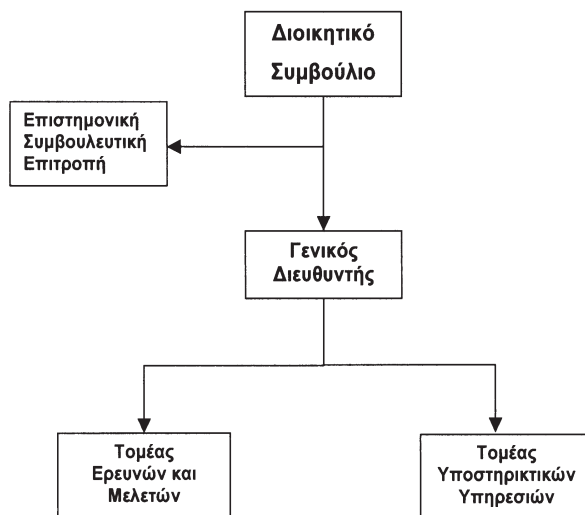 Διοικητικό
Συμβούλιο
Επιστημονική
Συμβουλευτική
Επιτροπή
Γενικός
Διευθυντής
Τομέας
Ερευνών και
Μελετών
Τομέας
Υποστηρικτικών
Υπηρεσιών